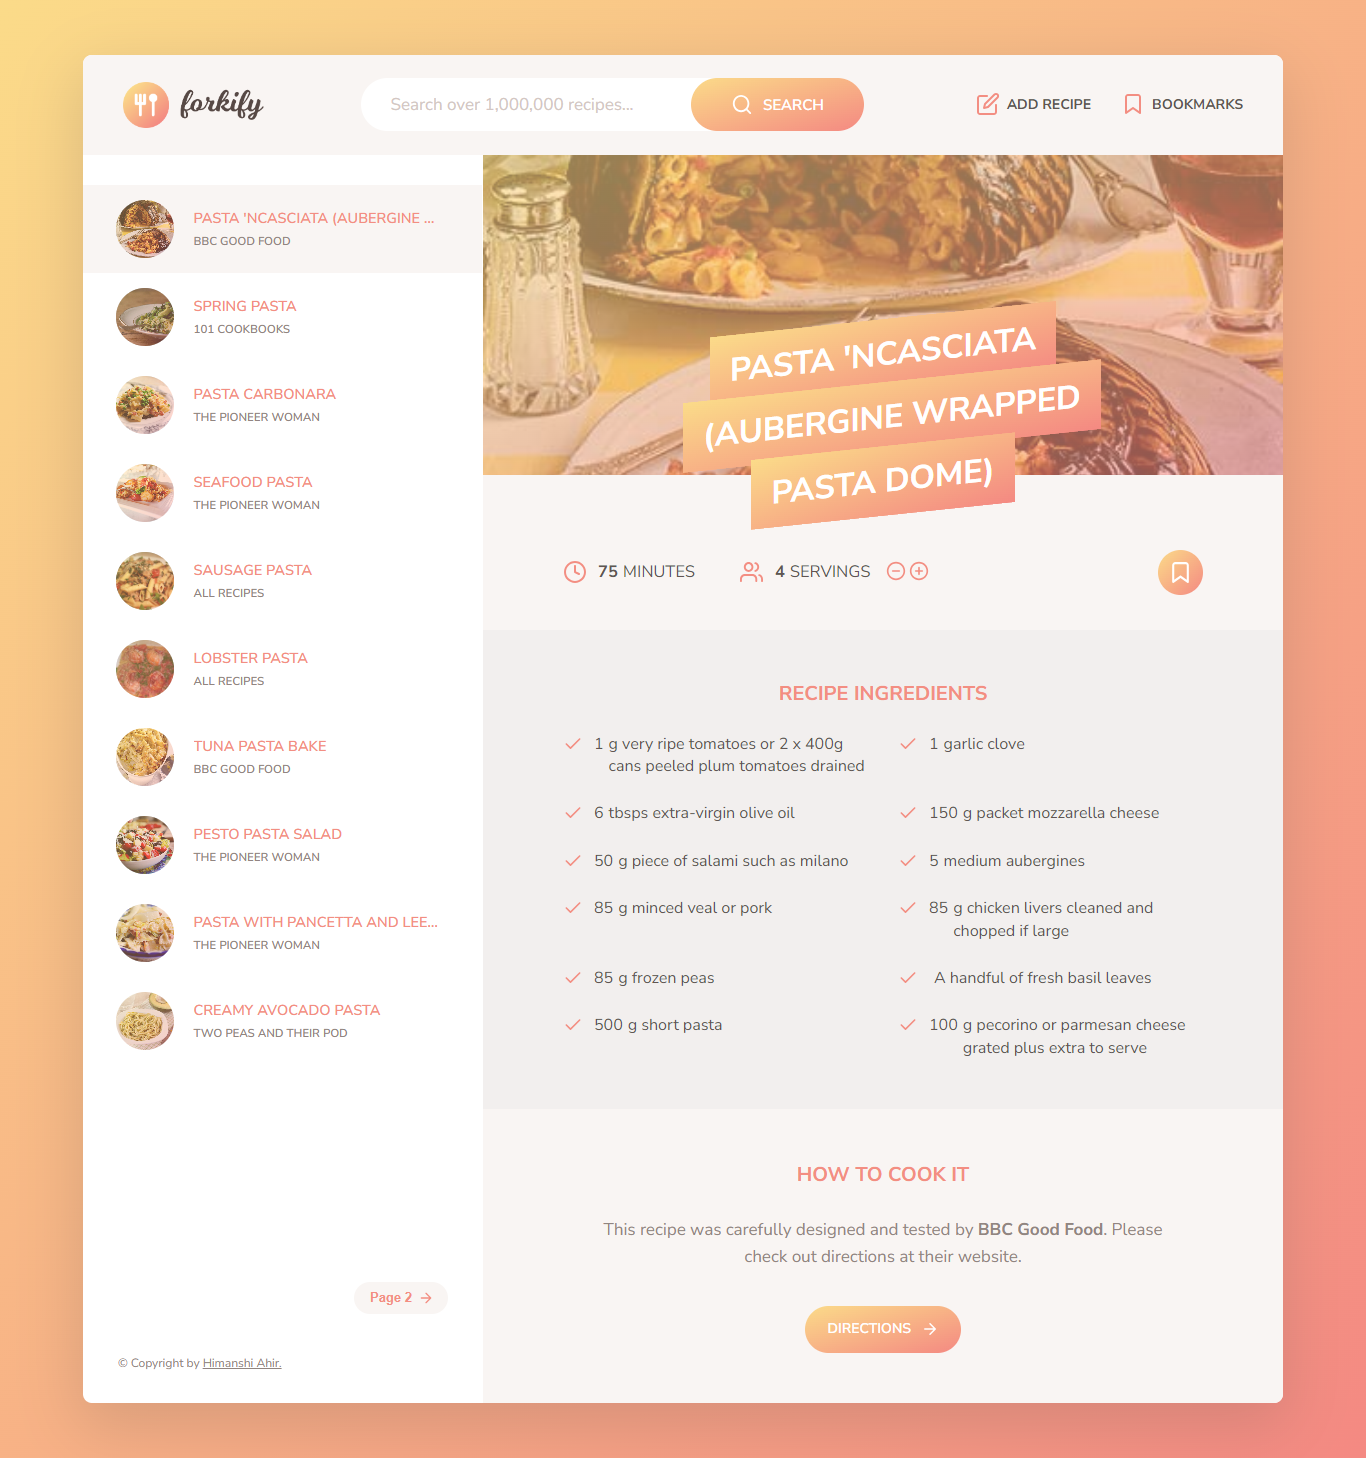 forkify
Search over 1,000,000 recipes...
SEARCH
ADD RECIPE
BOOKMARKS
PASTA 'NCASCIATA (AUBERGINE ...
BBC GOOD FOOD
SPRING PASTA
101 COOKBOOKS
PASTA CARBONARA
THE PIONEER WOMAN
SEAFOOD PASTA
THE PIONEER WOMAN
SAUSAGE PASTA
ALL RECIPES
LOBSTER PASTA
ALL RECIPES
TUNA PASTA BAKE
BBC GOOD FOOD
PESTO PASTA SALAD
THE PIONEER WOMAN
PASTA WITH PANCETTA AND LEE...
THE PIONEER WOMAN
CREAMY AVOCADO PASTA
TWO PEAS AND THEIR POD
Page 2
© Copyright by Himanshi Ahir.
PASTA 'NCASCIATA
(AUBERGINE WRAPPED
PASTA DOME)
75 MINUTES
4 SERVINGS
RECIPE INGREDIENTS
1 g very ripe tomatoes or 2 x 400g
cans peeled plum tomatoes drained
1 garlic clove
6 tbsps extra-virgin olive oil
150 g packet mozzarella cheese
50 g piece of salami such as milano
5 medium aubergines
85 g minced veal or pork
85 g chicken livers cleaned and
chopped if large
85 g frozen peas
A handful of fresh basil leaves
500 g short pasta
100 g pecorino or parmesan cheese
grated plus extra to serve
HOW TO COOK IT
This recipe was carefully designed and tested by BBC Good Food. Please
check out directions at their website.
DIRECTIONS